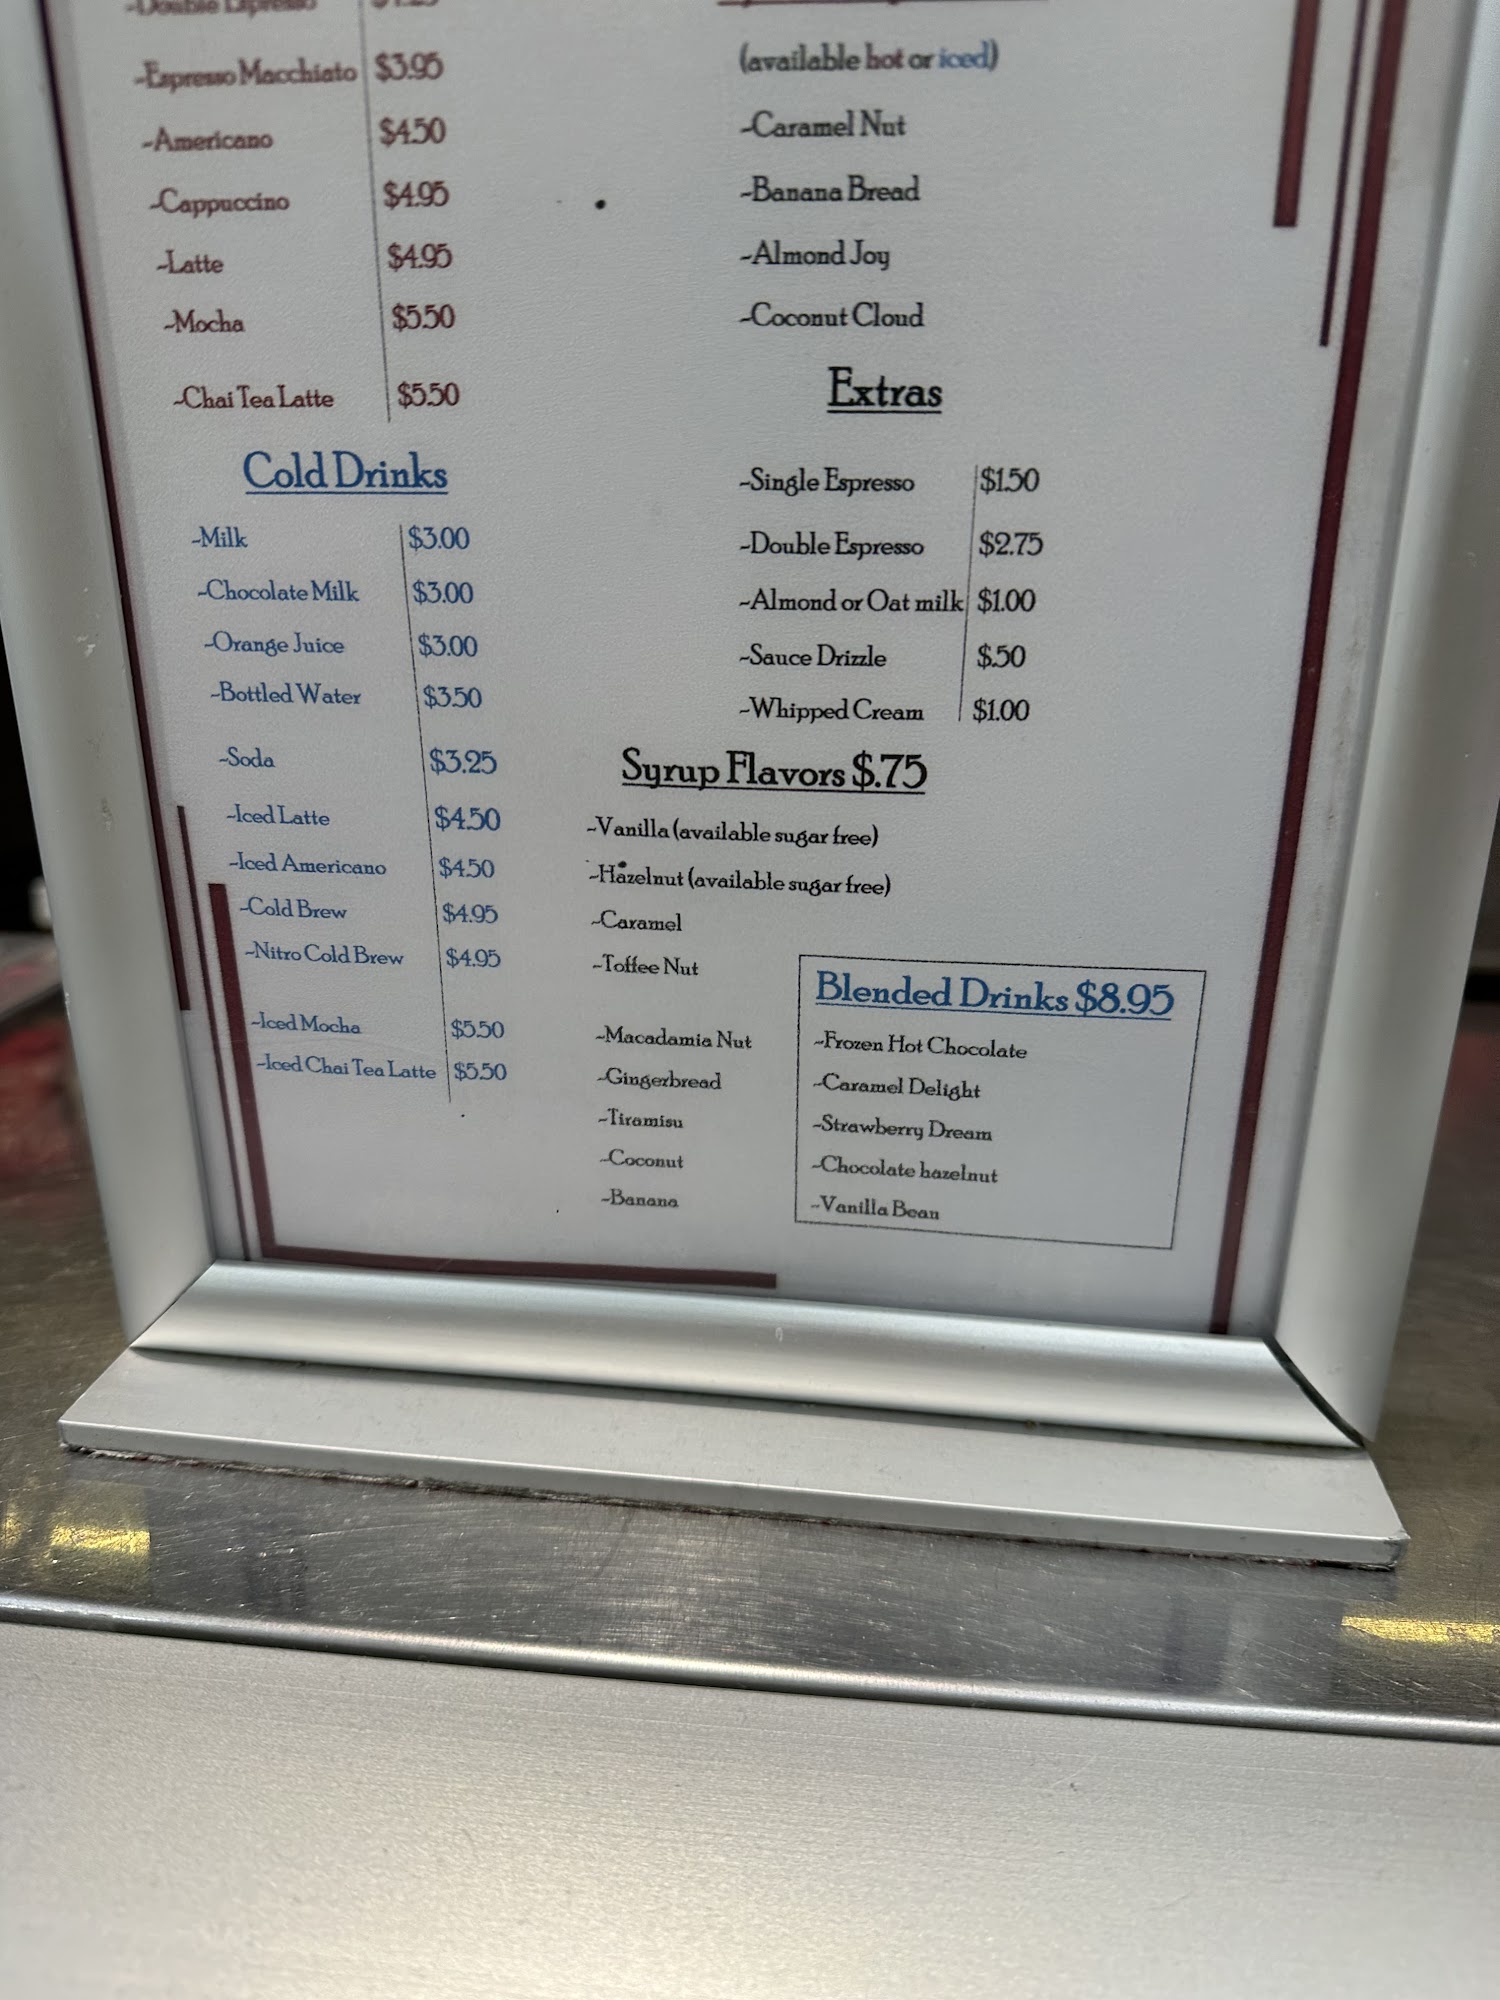 -Double Espresso
-Espresso Macchiato $3.95
-Americano $4.50
-Cappuccino $4.95
-Latte $4.95
-Mocha $5.50
-Chai Tea Latte $5.50
Cold Drinks
-Milk $3.00
-Chocolate Milk $3.00
-Orange Juice $3.00
-Bottled Water $3.50
-Soda $3.25
-Iced Latte $4.50
-Iced Americano $4.50
-Cold Brew $4.95
-Nitro Cold Brew $4.95
-Iced Mocha $5.50
-Iced Chai Tea Latte $5.50
(available hot or iced)
-Caramel Nut
-Banana Bread
-Almond Joy
-Coconut Cloud
Extras
-Single Espresso $1.50
-Double Espresso $2.75
-Almond or Oat milk $1.00
-Sauce Drizzle $.50
-Whipped Cream $1.00
Syrup Flavors $.75
-Vanilla (available sugar free)
-Hazelnut (available sugar free)
-Caramel
-Toffee Nut
-Macadamia Nut
-Gingerbread
-Tiramisu
-Coconut
-Banana
Blended Drinks $8.95
-Frozen Hot Chocolate
-Caramel Delight
-Strawberry Dream
-Chocolate hazelnut
-Vanilla Bean